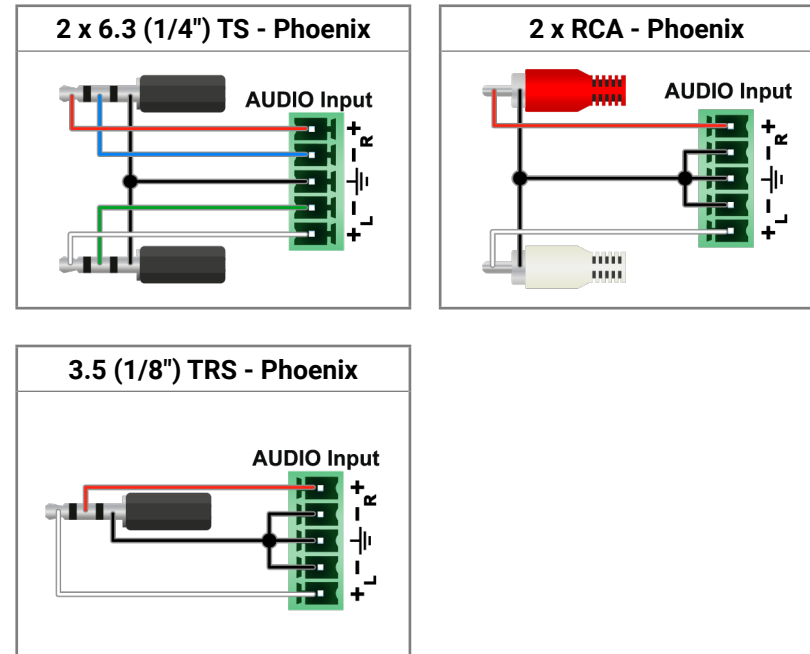 2 x 6.3 (1/4") TS - Phoenix
AUDIO Input
+
R
-
-
L
+
2 x RCA - Phoenix
AUDIO Input
+
R
-
-
L
+
3.5 (1/8") TRS - Phoenix
AUDIO Input
+
R
-
-
L
+